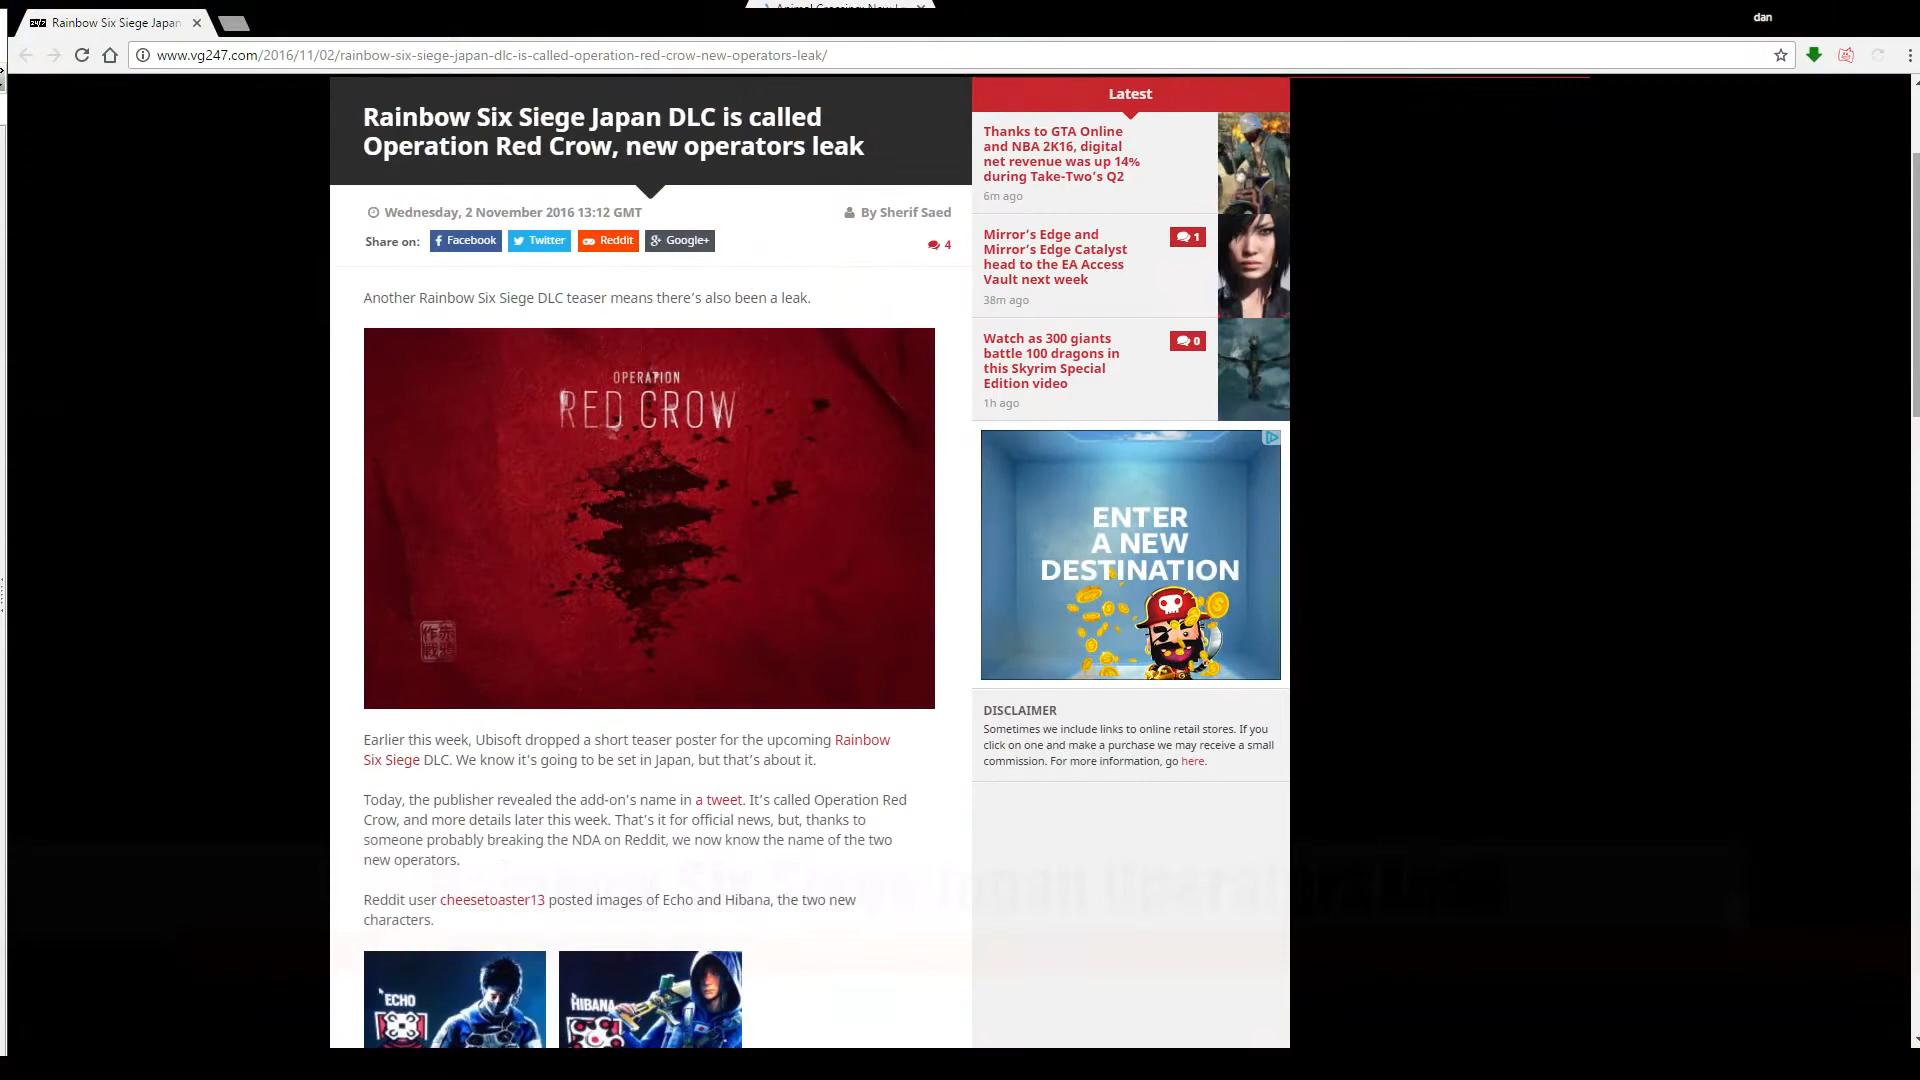 Rainbow Six Siege Japan
dan
www.vg247.com/2016/11/02/rainbow-six-siege-japan-dlc-is-called-operation-red-crow-new-operators-leak/
Rainbow Six Siege Japan DLC is called
Operation Red Crow, new operators leak
Wednesday, 2 November 2016 13:12 GMT
By Sherif Saed
Share on:
Facebook
Twitter
Reddit
Google+
4
Another Rainbow Six Siege DLC teaser means there's also been a leak.
OPERATION
RED CROW
Earlier this week, Ubisoft dropped a short teaser poster for the upcoming Rainbow
Six Siege DLC. We know it's going to be set in Japan, but that's about it.
Today, the publisher revealed the add-on's name in a tweet. It's called Operation Red
Crow, and more details later this week. That's it for official news, but, thanks to
someone probably breaking the NDA on Reddit, we now know the name of the two
new operators.
Reddit user cheesetoaster13 posted images of Echo and Hibana, the two new
characters.
ECHO
HIBANA
Latest
Thanks to GTA Online
and NBA 2K16, digital
net revenue was up 14%
during Take-Two's Q2
6m ago
Mirror's Edge and
Mirror's Edge Catalyst
head to the EA Access
Vault next week
1
38m ago
Watch as 300 giants
battle 100 dragons in
this Skyrim Special
Edition video
0
1h ago
ENTER
A NEW
DESTINATION
DISCLAIMER
Sometimes we include links to online retail stores. If you
click on one and make a purchase we may receive a small
commission. For more information, go here.